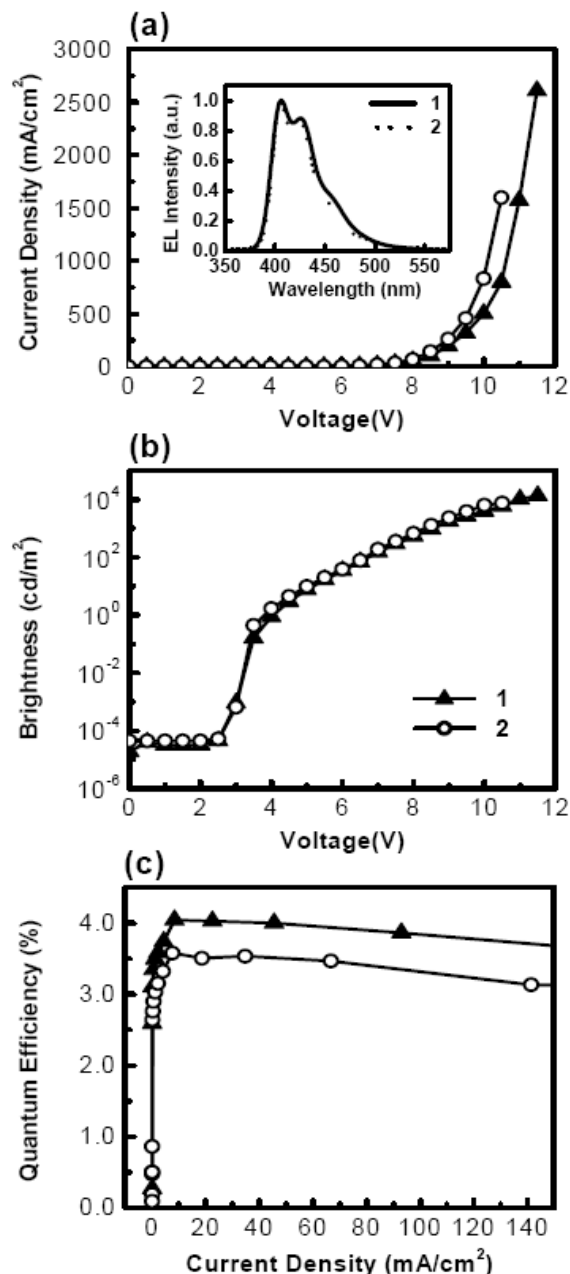 (a)
3000
2500
2000
1500
1000
500
0
Current Density (mA/cm²)
1.0
0.8
0.6
0.4
0.2
0.0
EL Intensity (a.u.)
1
2
350 400 450 500 550
Wavelength (nm)
0 2 4 6 8 10 12
Voltage(V)
(b)
10⁴
10²
10⁰
10⁻²
10⁻⁴
10⁻⁶
Brightness (cd/m²)
1
2
0 2 4 6 8 10 12
Voltage(V)
(c)
4.0
3.0
2.0
1.0
0.0
Quantum Efficiency (%)
0 20 40 60 80 100 120 140
Current Density (mA/cm²)